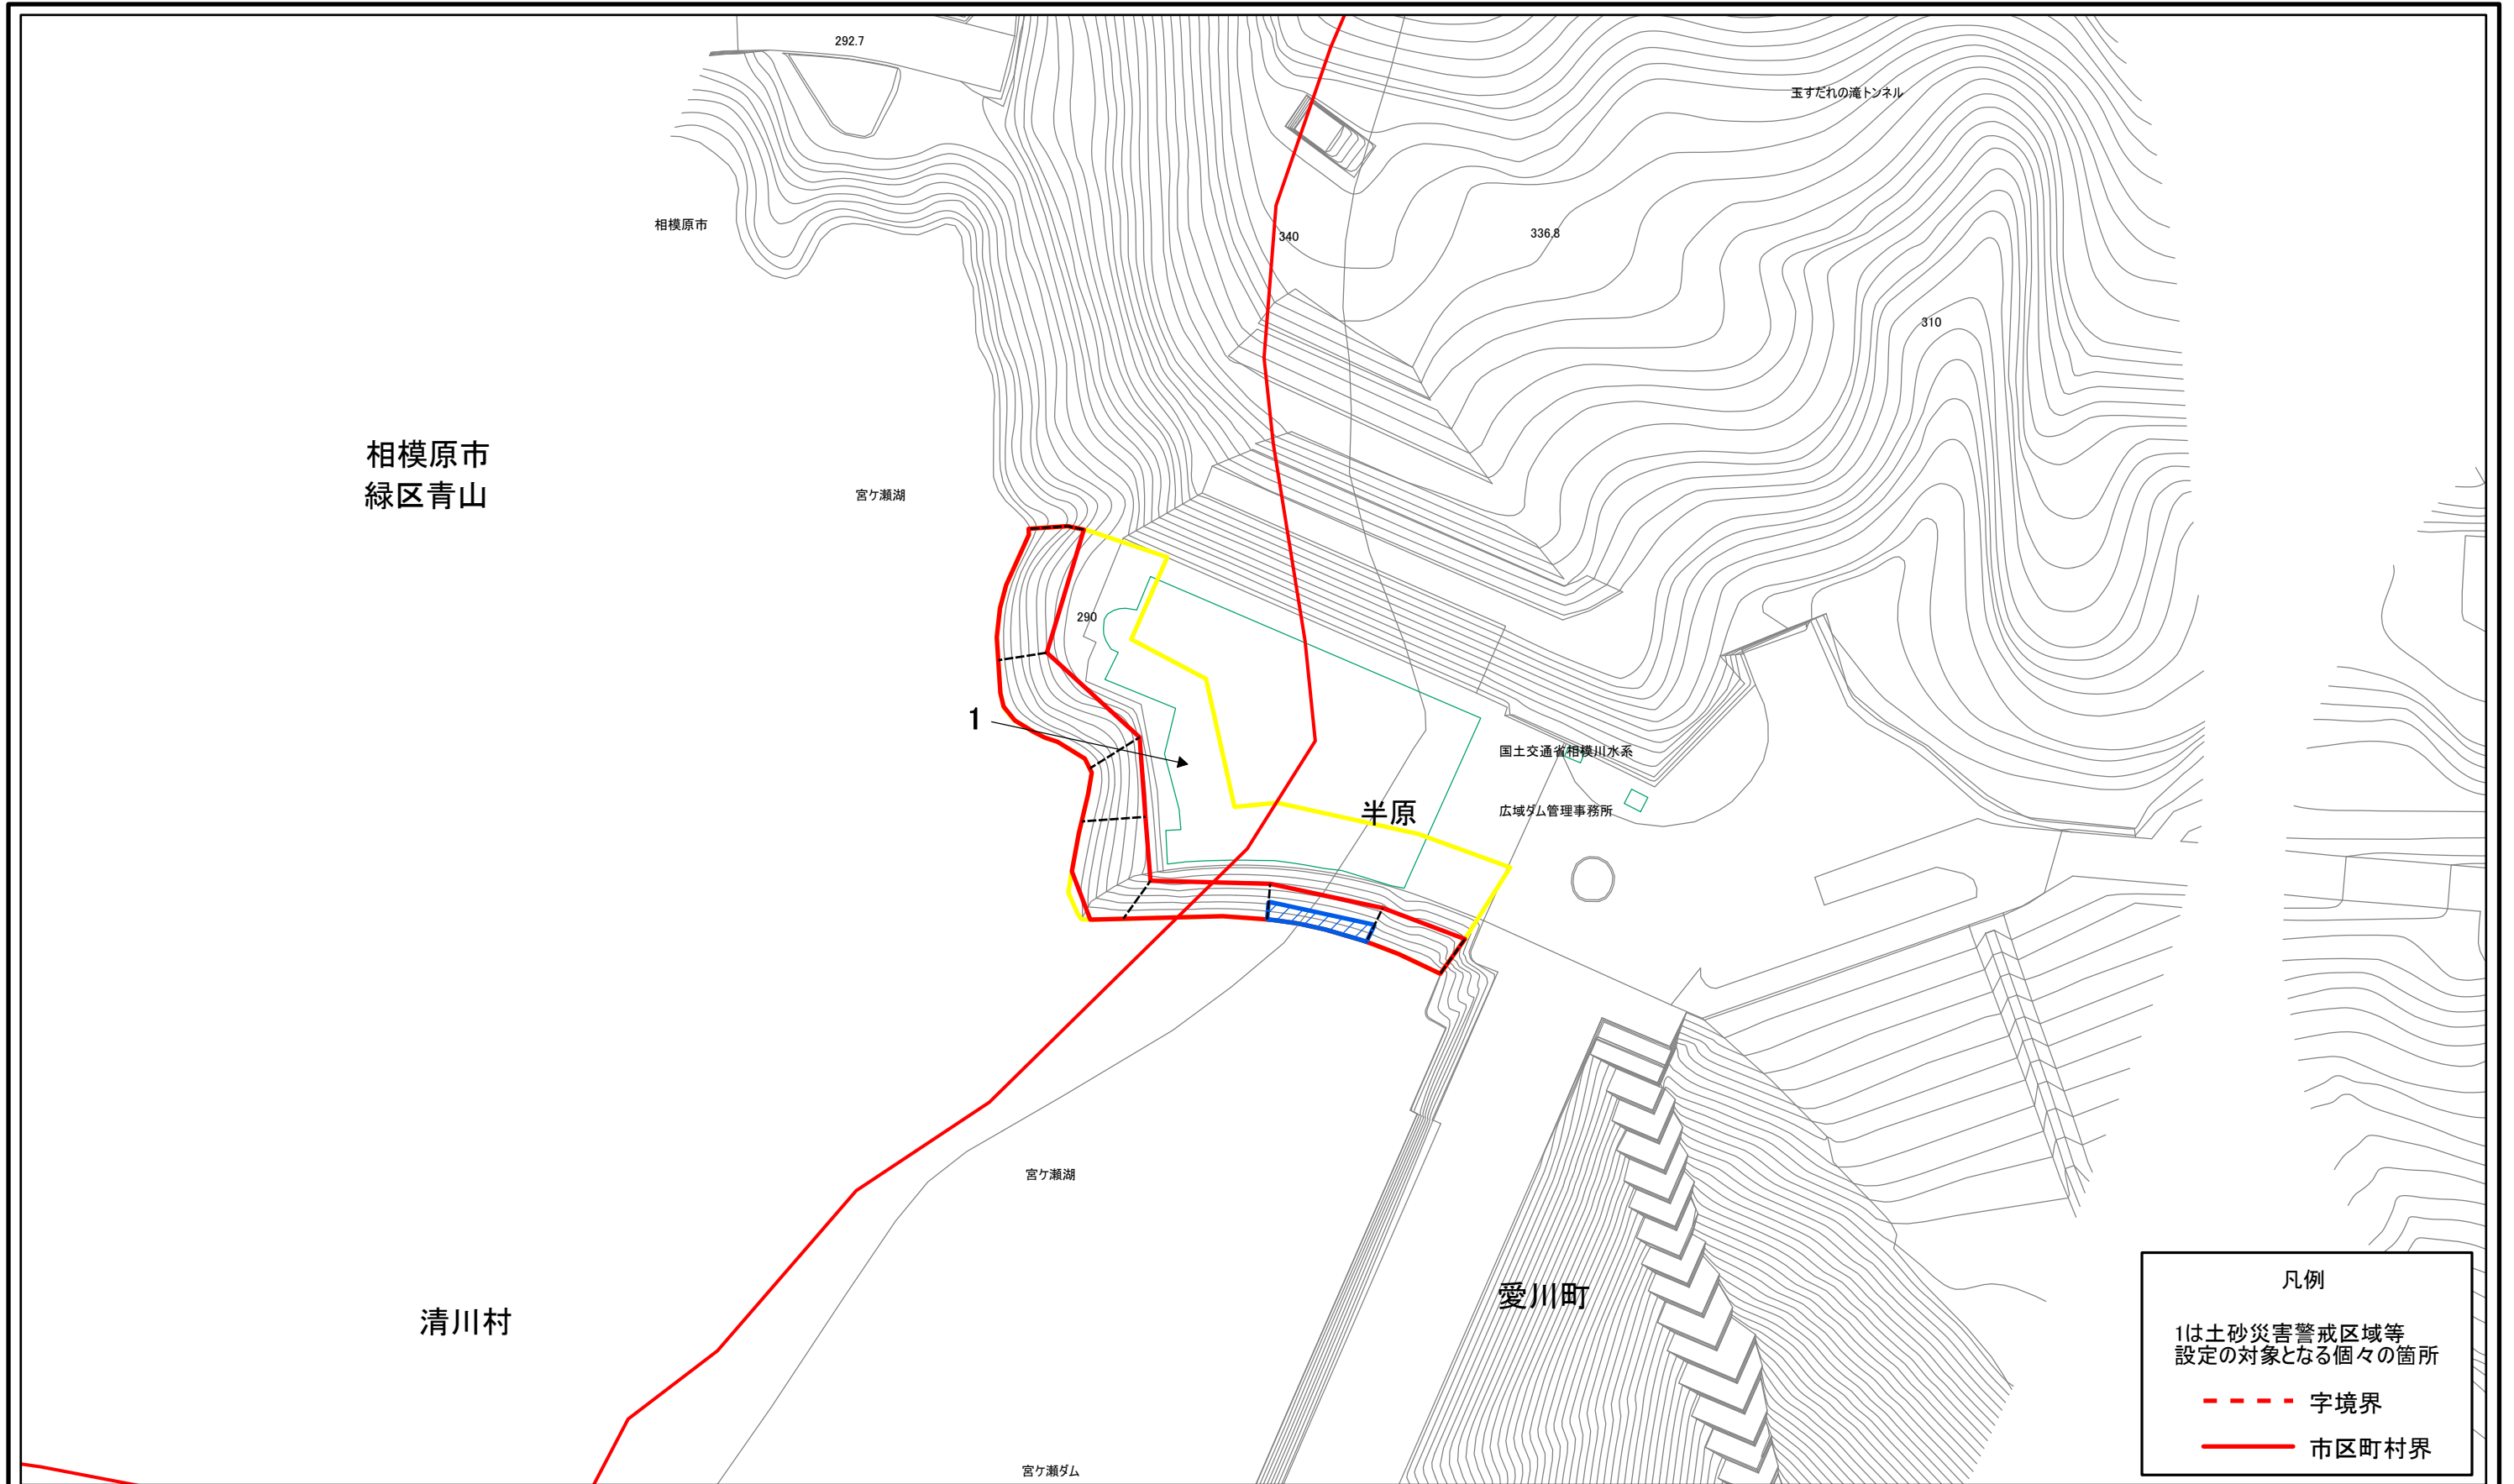 292.7
玉すだれの滝トンネル
相模原市
340
336.8
310
相模原市
緑区青山
宮ケ瀬湖
290
1
国土交通省相模川水系
半原
広域ダム管理事務所
宮ケ瀬湖
愛川町
清川村
宮ケ瀬ダム
凡例
1は土砂災害警戒区域等
設定の対象となる個々の箇所
字境界
市区町村界